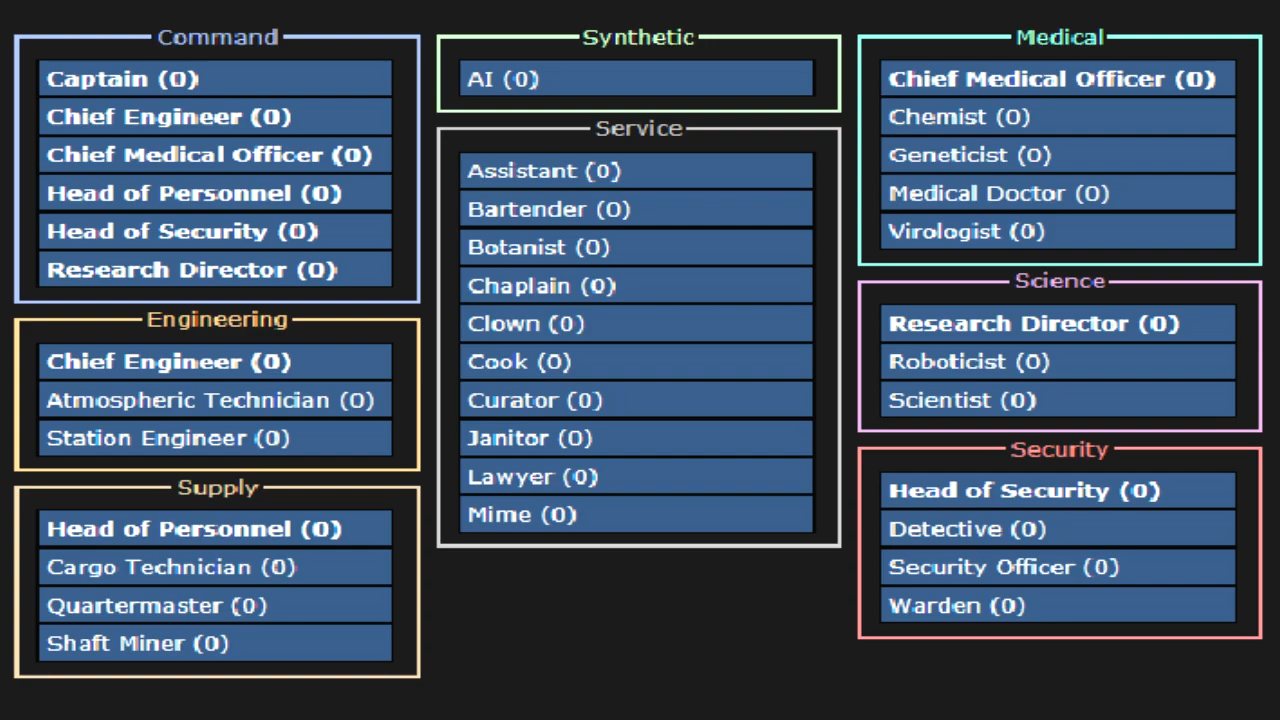 Command
Captain (0)
Chief Engineer (0)
Chief Medical Officer (0)
Head of Personnel (0)
Head of Security (0)
Research Director (0)
Engineering
Chief Engineer (0)
Atmospheric Technician (0)
Station Engineer (0)
Supply
Head of Personnel (0)
Cargo Technician (0)
Quartermaster (0)
Shaft Miner (0)
Synthetic
AI (0)
Service
Assistant (0)
Bartender (0)
Botanist (0)
Chaplain (0)
Clown (0)
Cook (0)
Curator (0)
Janitor (0)
Lawyer (0)
Mime (0)
Medical
Chief Medical Officer (0)
Chemist (0)
Geneticist (0)
Medical Doctor (0)
Virologist (0)
Science
Research Director (0)
Roboticist (0)
Scientist (0)
Security
Head of Security (0)
Detective (0)
Security Officer (0)
Warden (0)